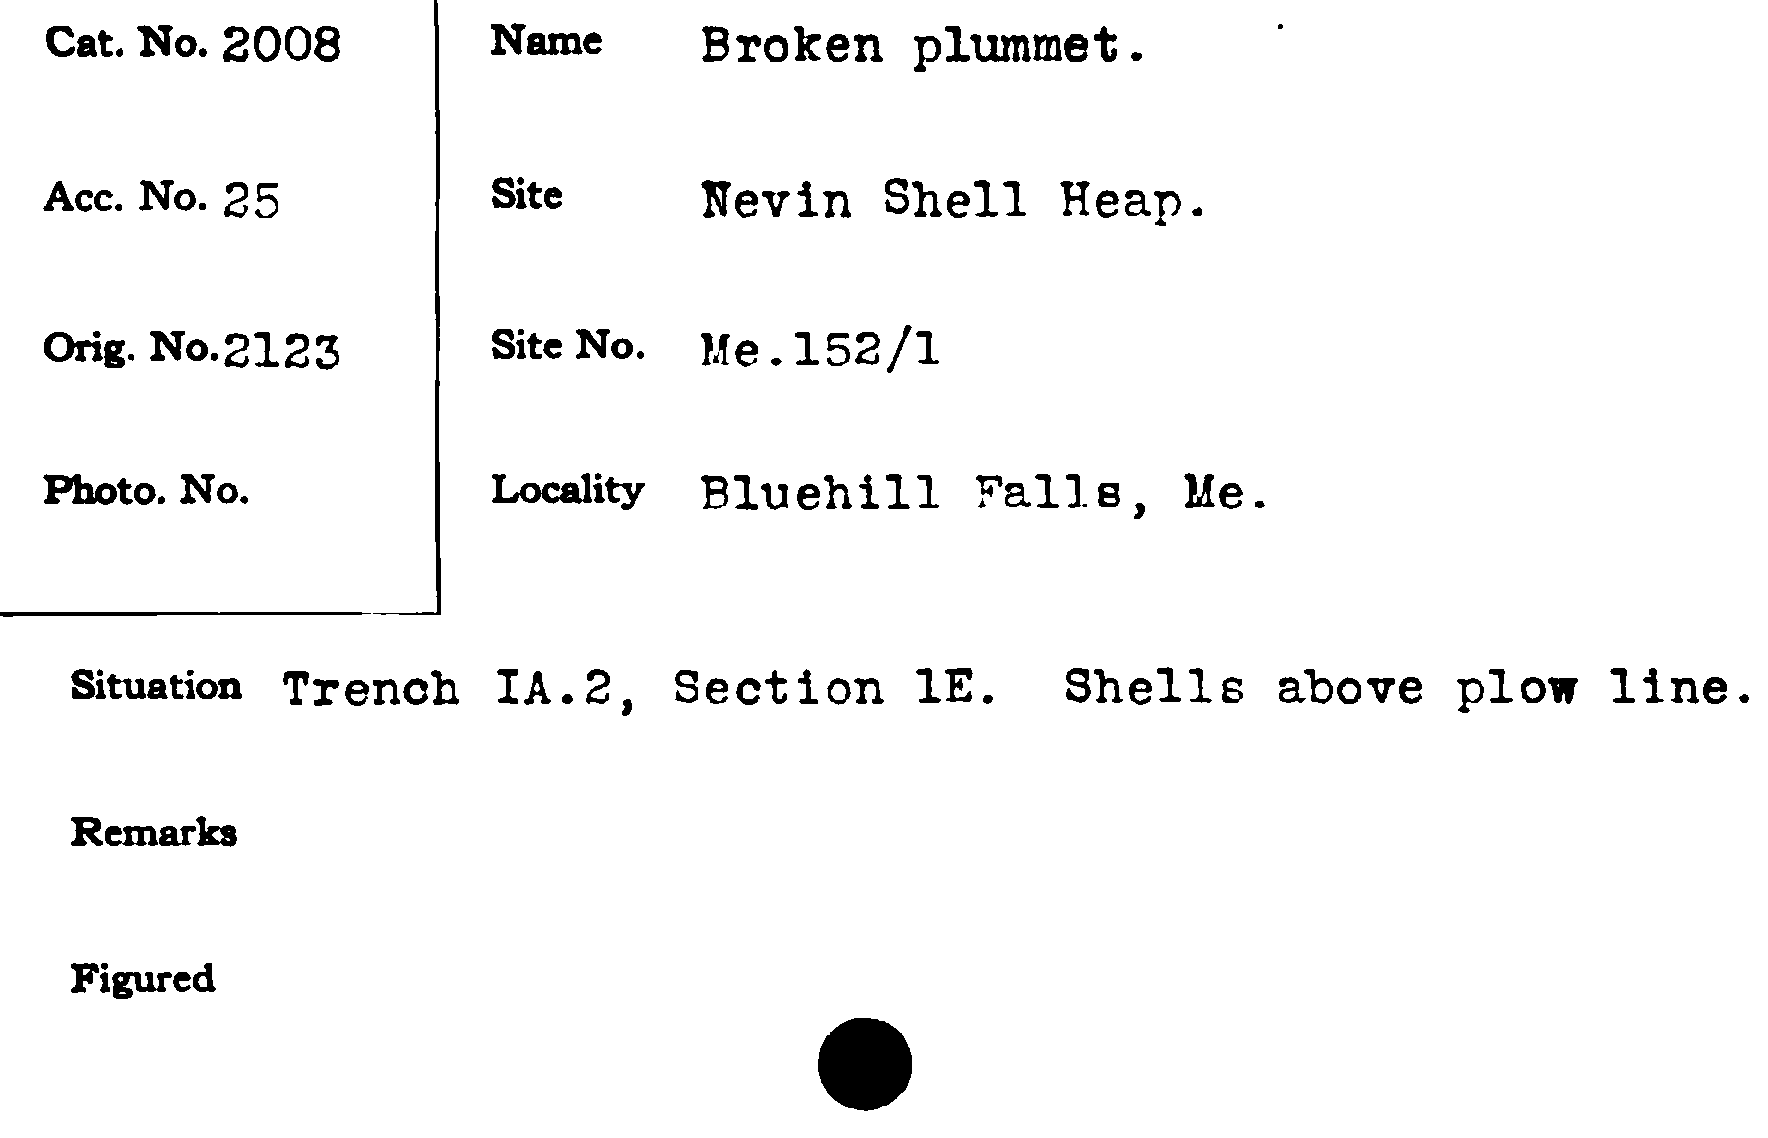 Cat. No. 2008
Name Broken plummet.
Acc. No. 25
Site Nevin Shell Heap.
Orig. No. 2123
Site No. Me.152/1
Photo. No.
Locality Bluehill Falls, Me.
Situation Trench IA.2, Section 1E. Shells above plow line.
Remarks
Figured